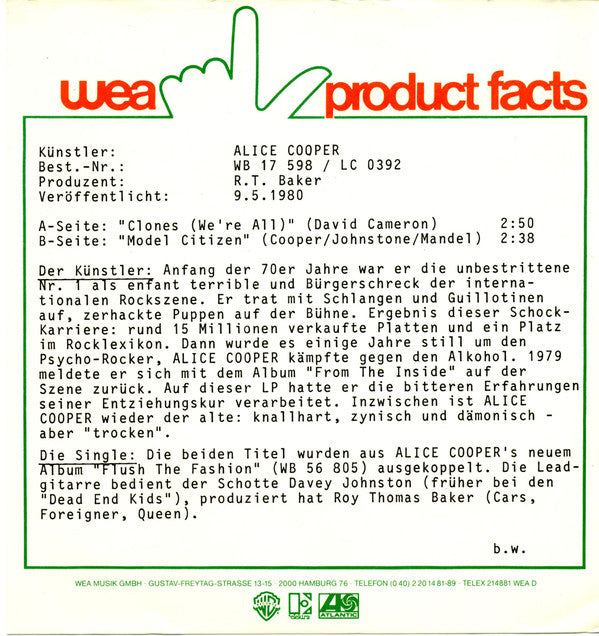 wea product facts
Künstler: ALICE COOPER
Best.-Nr.: WB 17 598 / LC 0392
Produzent: R.T. Baker
Veröffentlicht: 9.5.1980
A-Seite: "Clones (We're All)" (David Cameron) 2:50
B-Seite: "Model Citizen" (Cooper/Johnstone/Mandel) 2:38
Der Künstler: Anfang der 70er Jahre war er die unbestrittene
Nr. 1 als enfant terrible und Bürgerschreck der interna-
tionalen Rockszene. Er trat mit Schlangen und Guillotinen
auf, zerhackte Puppen auf der Bühne. Ergebnis dieser Schock-
Karriere: rund 15 Millionen verkaufte Platten und ein Platz
im Rocklexikon. Dann wurde es einige Jahre still um den
Psycho-Rocker, ALICE COOPER kämpfte gegen den Alkohol. 1979
meldete er sich mit dem Album "From The Inside" auf der
Szene zurück. Auf dieser LP hatte er die bitteren Erfahrungen
seiner Entziehungskur verarbeitet. Inzwischen ist ALICE
COOPER wieder der alte: knallhart, zynisch und dämonisch -
aber "trocken".
Die Single: Die beiden Titel wurden aus ALICE COOPER's neuem
Album "Flush The Fashion" (WB 56 805) ausgekoppelt. Die Lead-
gitarre bedient der Schotte Davey Johnston (früher bei den
"Dead End Kids"), produziert hat Roy Thomas Baker (Cars,
Foreigner, Queen).
b.w.
WEA MUSIK GMBH · GUSTAV-FREYTAG-STRASSE 13-15 · 2000 HAMBURG 76 · TELEFON (0 40) 2 20 14 81-89 · TELEX 214881 WEA D
ATLANTIC